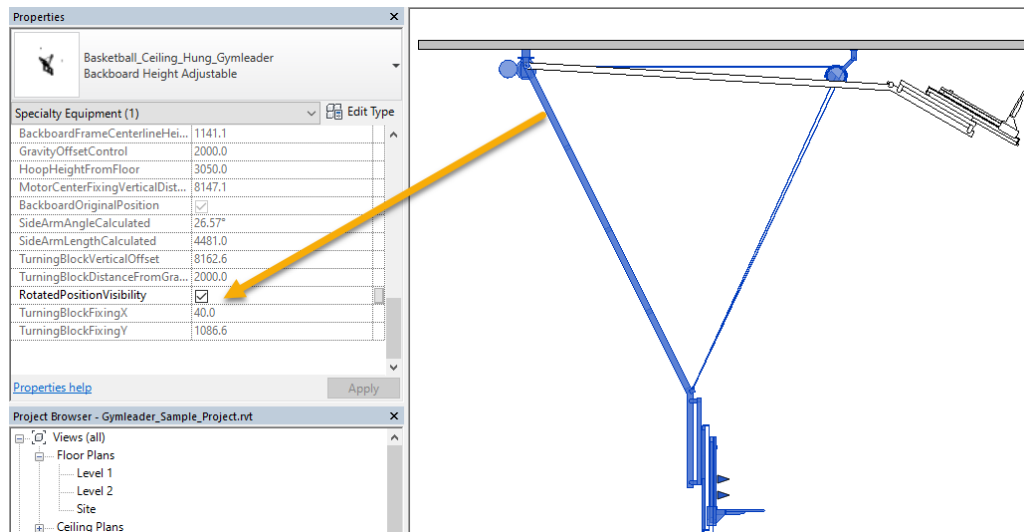 Properties
Basketball_Ceiling_Hung_Gymleader
Backboard Height Adjustable
Specialty Equipment (1) Edit Type
BackboardFrameCenterlineHei... 1141.1
GravityOffsetControl 2000.0
HoopHeightFromFloor 3050.0
MotorCenterFixingVerticalDist... 8147.1
BackboardOriginalPosition
SideArmAngleCalculated 26.57°
SideArmLengthCalculated 4481.0
TurningBlockVerticalOffset 8162.6
TurningBlockDistanceFromGra... 2000.0
RotatedPositionVisibility
TurningBlockFixingX 40.0
TurningBlockFixingY 1086.6
Properties help Apply
Project Browser - Gymleader_Sample_Project.rvt
Views (all)
Floor Plans
Level 1
Level 2
Site
Ceiling Plans